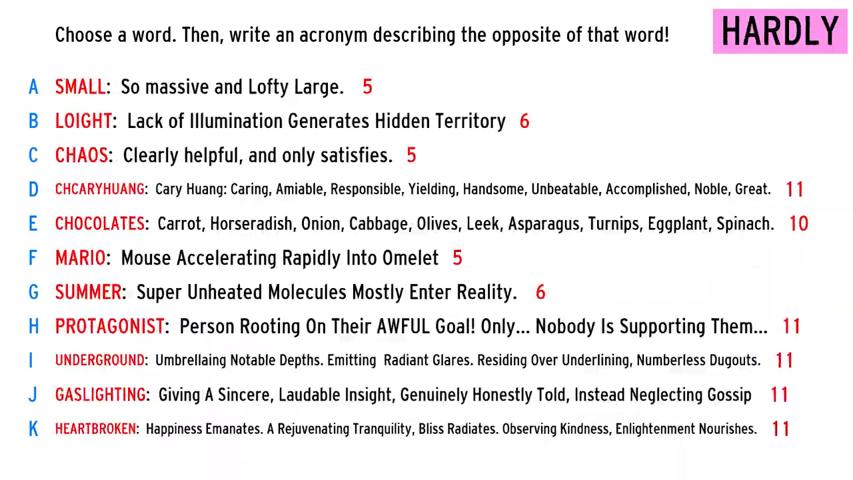 Choose a word. Then, write an acronym describing the opposite of that word!
HARDLY
A SMALL: So massive and Lofty Large. 5
B LOIGHT: Lack of Illumination Generates Hidden Territory 6
C CHAOS: Clearly helpful, and only satisfies. 5
D CHCARYHUANG: Cary Huang: Caring, Amiable, Responsible, Yielding, Handsome, Unbeatable, Accomplished, Noble, Great. 11
E CHOCOLATES: Carrot, Horseradish, Onion, Cabbage, Olives, Leek, Asparagus, Turnips, Eggplant, Spinach. 10
F MARIO: Mouse Accelerating Rapidly Into Omelet 5
G SUMMER: Super Unheated Molecules Mostly Enter Reality. 6
H PROTAGONIST: Person Rooting On Their AWFUL Goal! Only... Nobody Is Supporting Them... 11
I UNDERGROUND: Umbrellaing Notable Depths. Emitting Radiant Glares. Residing Over Underlining, Numberless Dugouts. 11
J GASLIGHTING: Giving A Sincere, Laudable Insight, Genuinely Honestly Told, Instead Neglecting Gossip 11
K HEARTBROKEN: Happiness Emanates. A Rejuvenating Tranquility, Bliss Radiates. Observing Kindness, Enlightenment Nourishes. 11